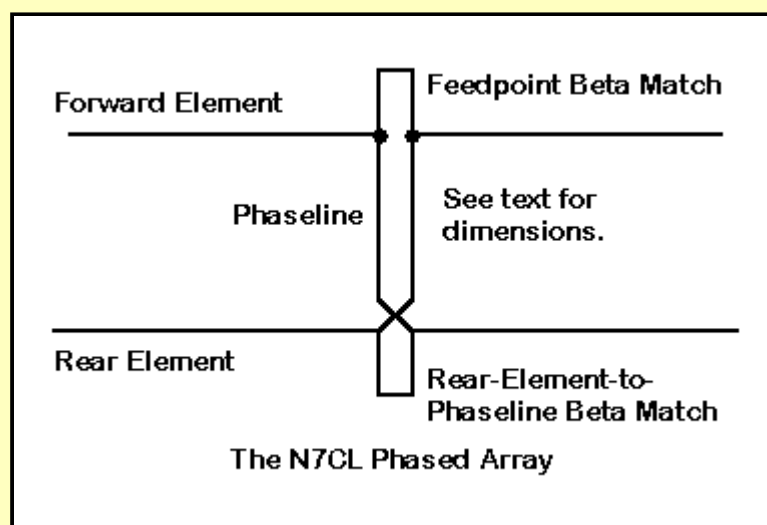 Feedpoint Beta Match
Forward Element
Phaseline
See text for
dimensions.
Rear Element
Rear-Element-to-
Phaseline Beta Match
The N7CL Phased Array